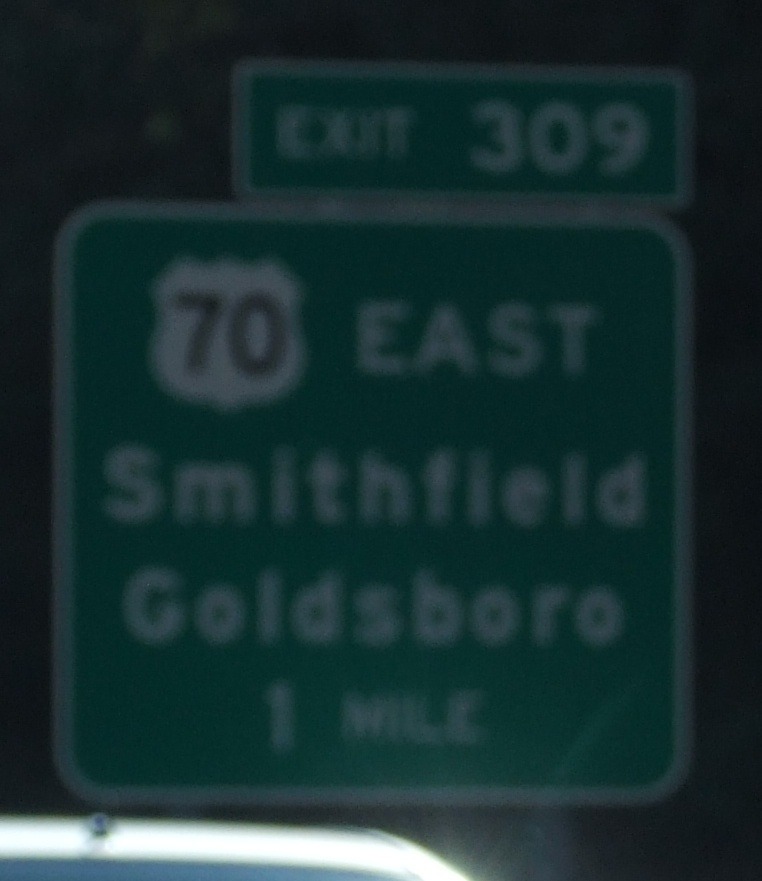 EXIT 309
70 EAST
Smithfield
Goldsboro
1 MILE